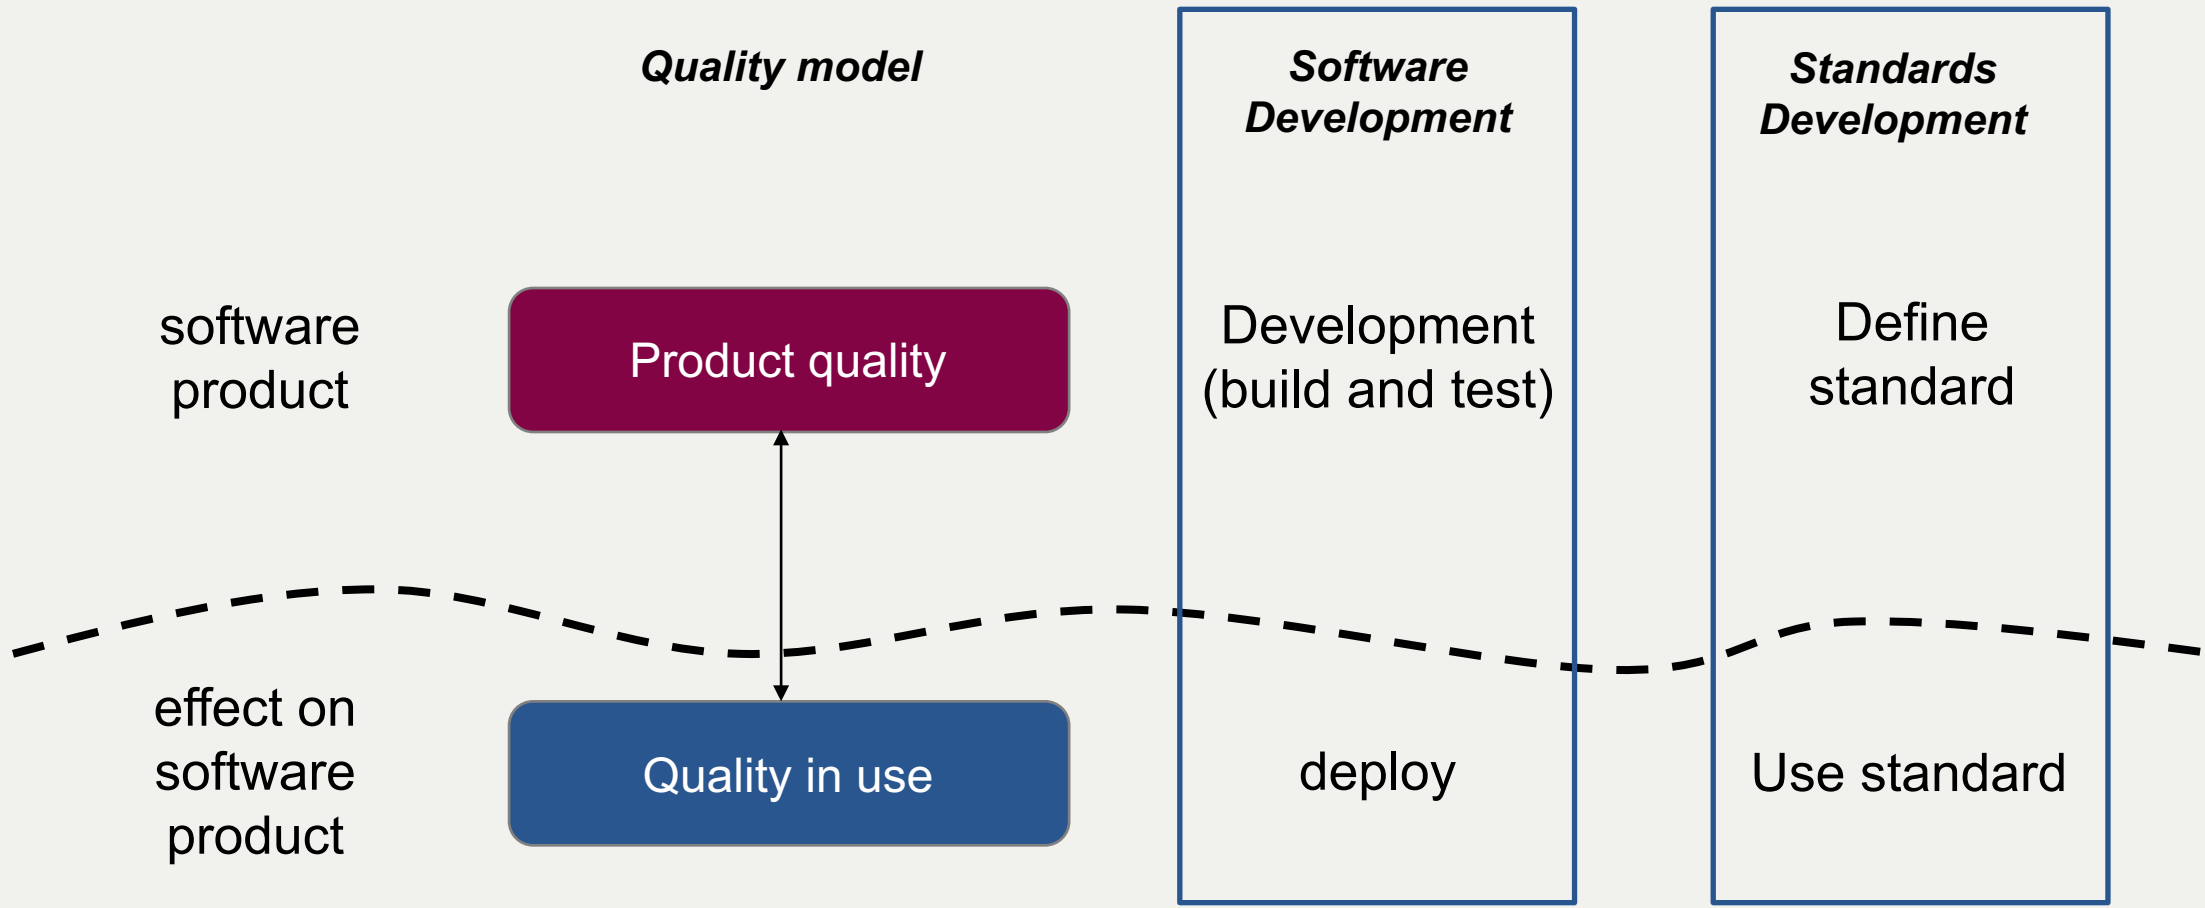 Quality model
Software
Development
Standards
Development
software
product
Product quality
Development
(build and test)
Define
standard
effect on
software
product
Quality in use
deploy
Use standard